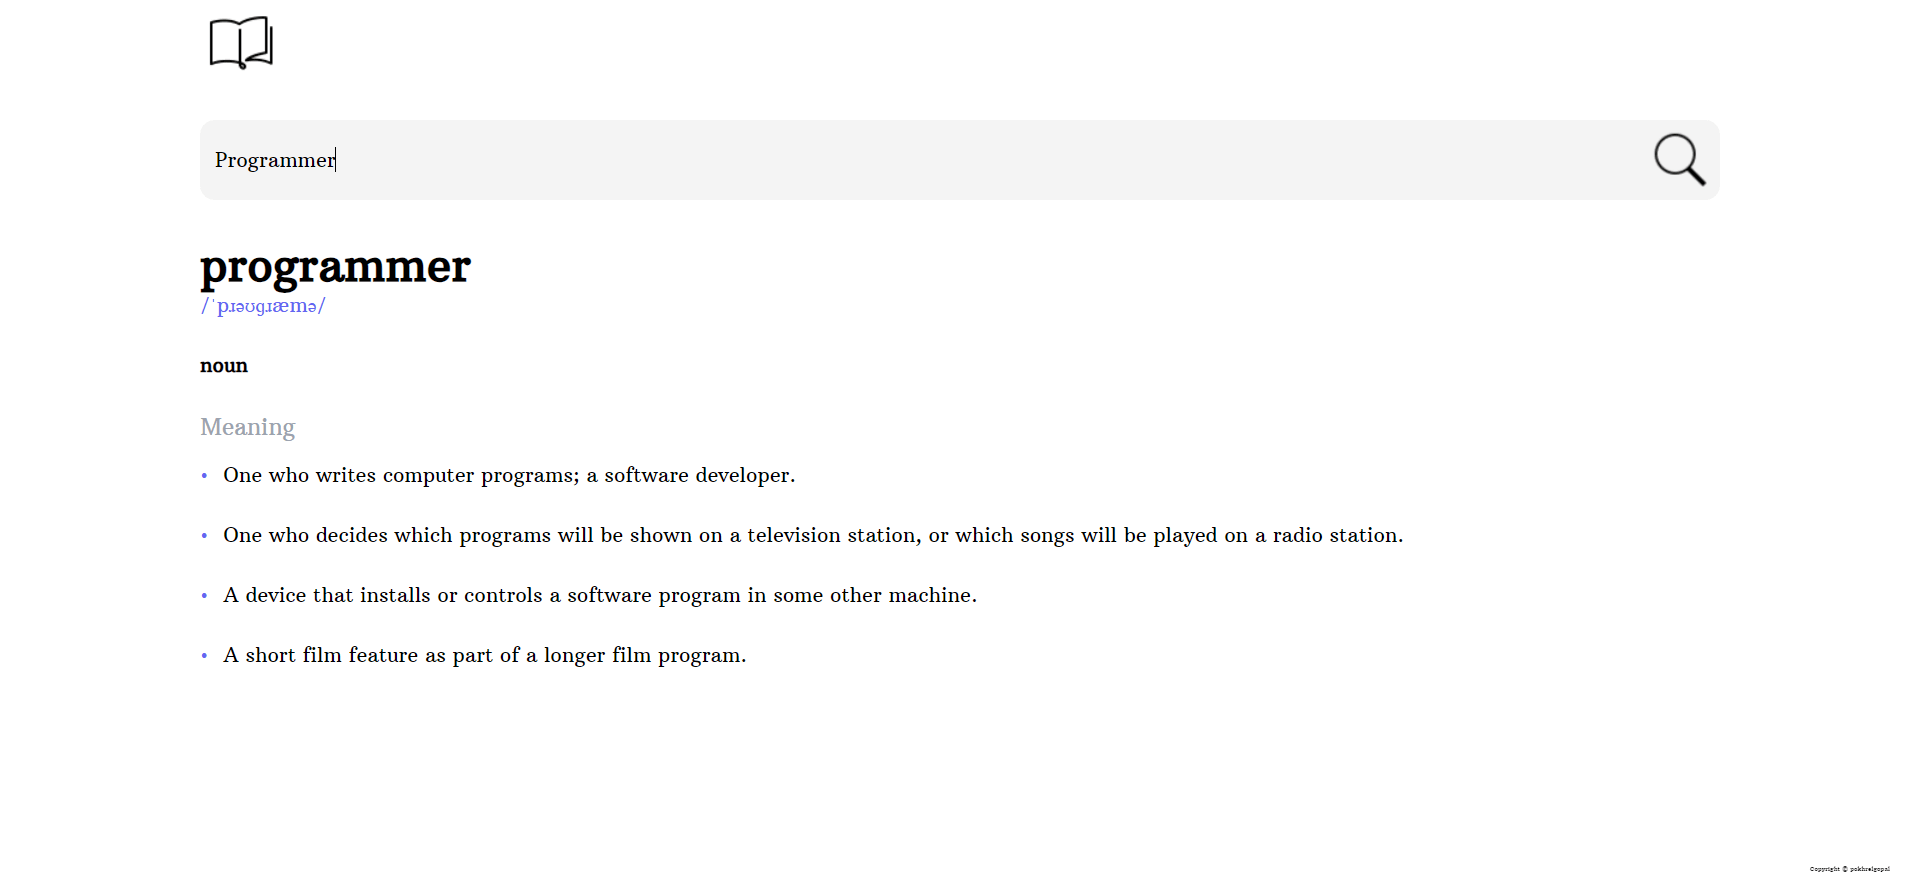 Programmer
programmer
/ˈpɹəʊɡɹæmə/
noun
Meaning
• One who writes computer programs; a software developer.
• One who decides which programs will be shown on a television station, or which songs will be played on a radio station.
• A device that installs or controls a software program in some other machine.
• A short film feature as part of a longer film program.
Copyright © pokhrelgopal